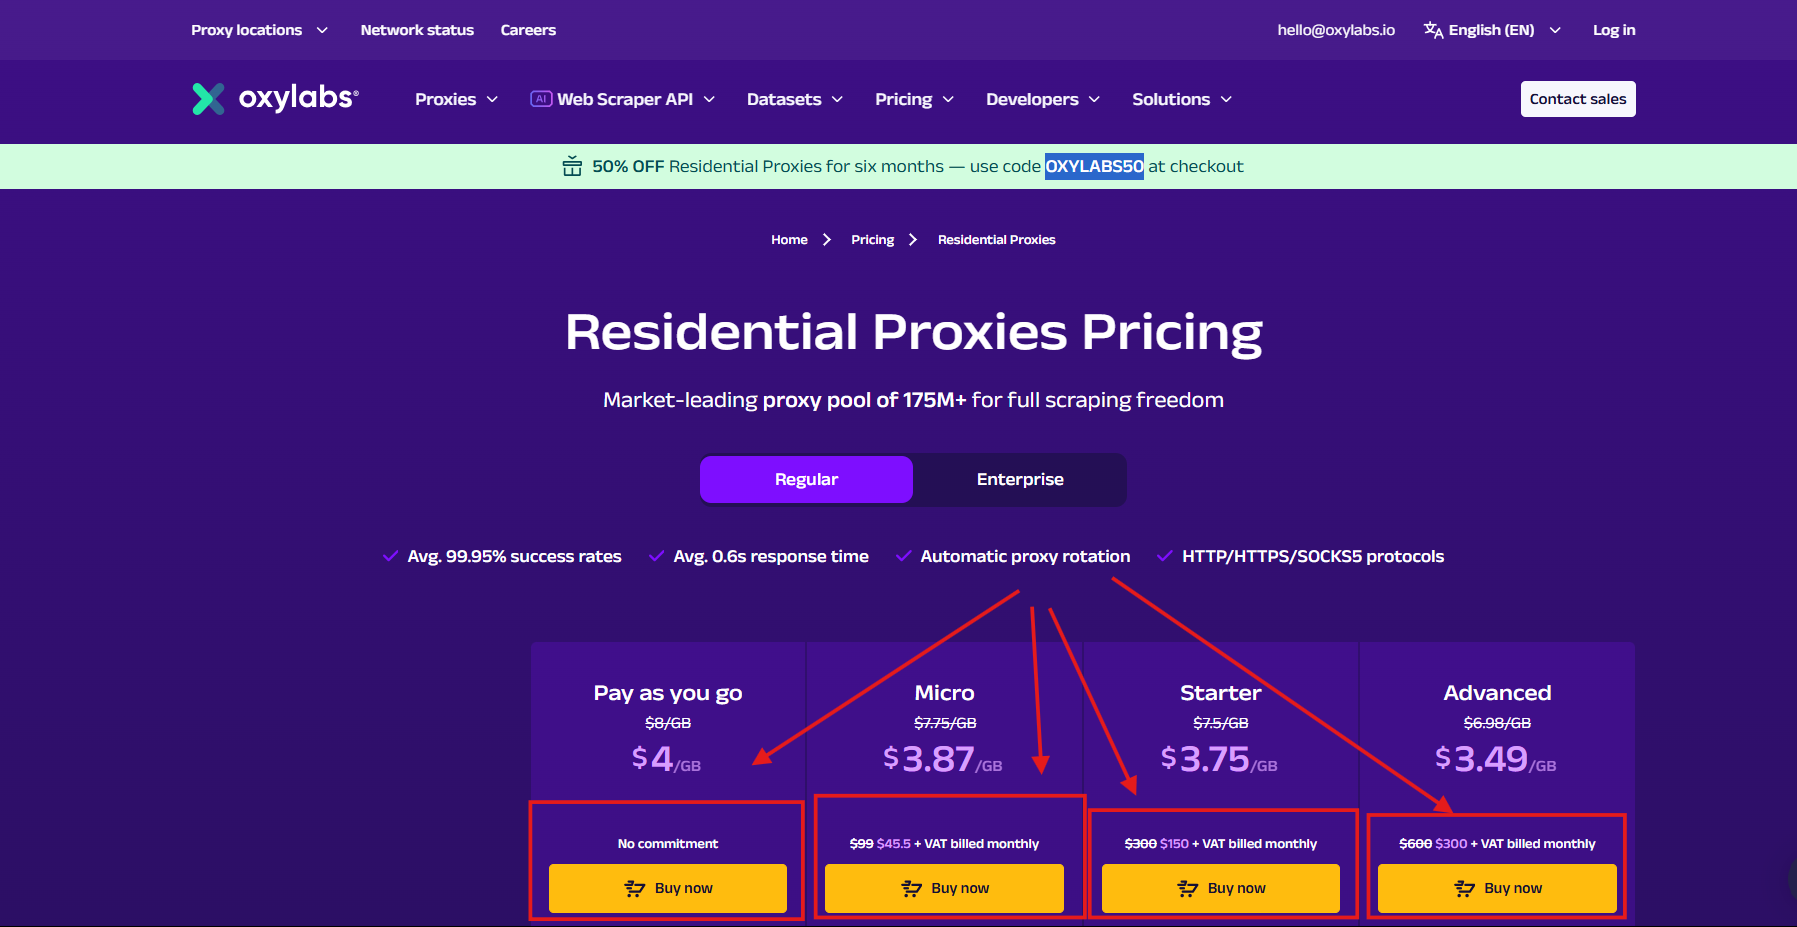 Proxy locations Network status Careers hello@oxylabs.io English (EN) Log in
oxylabs® Proxies AI Web Scraper API Datasets Pricing Developers Solutions Contact sales
50% OFF Residential Proxies for six months — use code OXYLABS50 at checkout
Home Pricing Residential Proxies
Residential Proxies Pricing
Market-leading proxy pool of 175M+ for full scraping freedom
Regular Enterprise
Avg. 99.95% success rates Avg. 0.6s response time Automatic proxy rotation HTTP/HTTPS/SOCKS5 protocols
Pay as you go
$8/GB
$4/GB
No commitment
Buy now
Micro
$7.75/GB
$3.87/GB
$99 $45.5 + VAT billed monthly
Buy now
Starter
$7.5/GB
$3.75/GB
$300 $150 + VAT billed monthly
Buy now
Advanced
$6.98/GB
$3.49/GB
$600 $300 + VAT billed monthly
Buy now